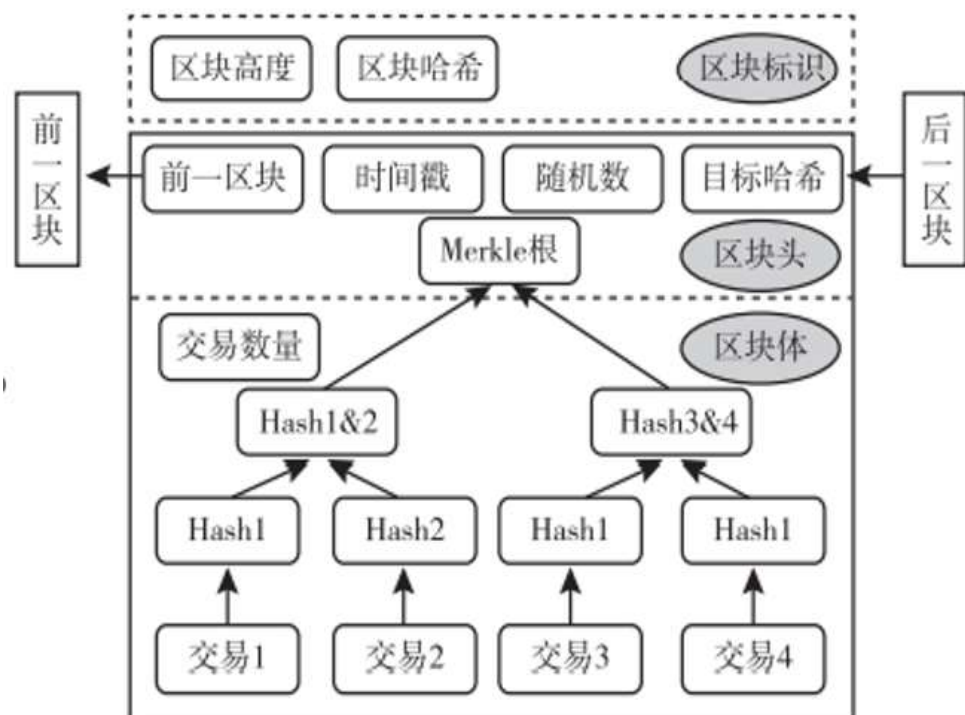 区块高度
区块哈希
区块标识
前一区块
前一区块
时间戳
随机数
目标哈希
后一区块
Merkle根
区块头
交易数量
区块体
Hash1&2
Hash3&4
Hash1
Hash2
Hash1
Hash1
交易1
交易2
交易3
交易4